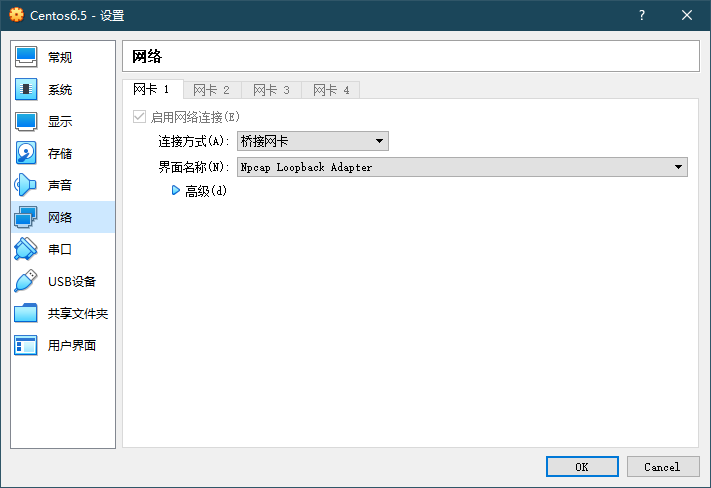 Centos6.5 - 设置
?
常规
系统
显示
存储
声音
网络
串口
USB设备
共享文件夹
用户界面
网络
网卡 1 网卡 2 网卡 3 网卡 4
启用网络连接(E)
连接方式(A): 桥接网卡
界面名称(N): Npcap Loopback Adapter
高级(d)
OK Cancel